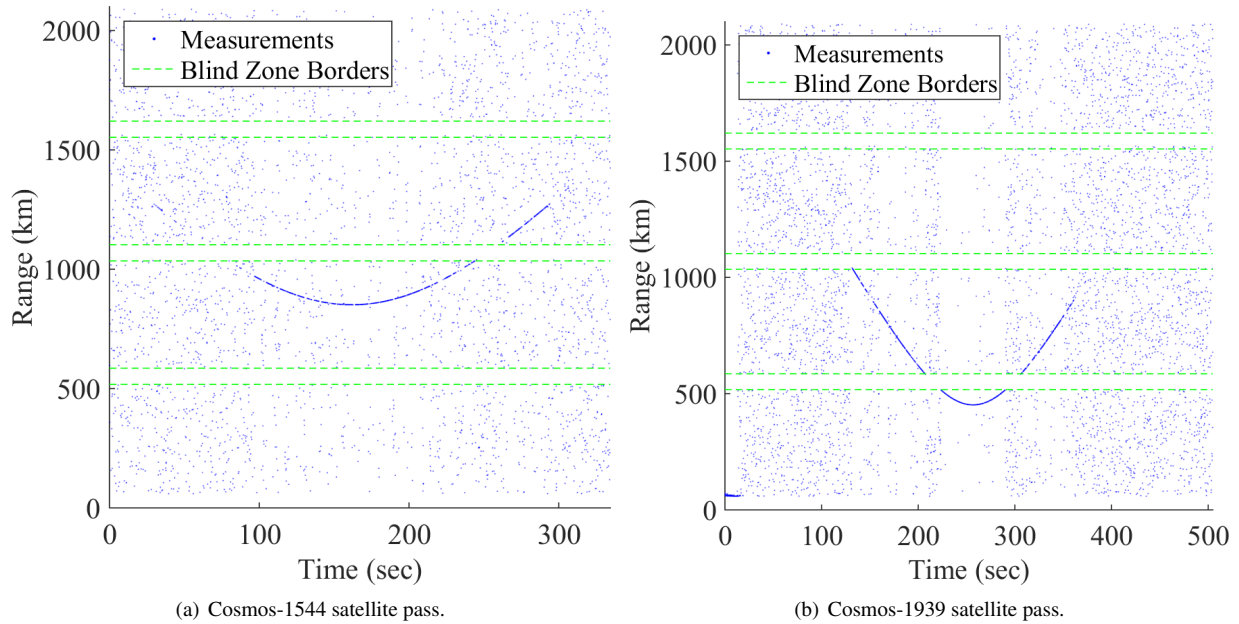 2000
1500
1000
500
0
0
100
200
300
Range (km)
Time (sec)
Measurements
Blind Zone Borders
(a) Cosmos-1544 satellite pass.
2000
1500
1000
500
0
0
100
200
300
400
500
Range (km)
Time (sec)
Measurements
Blind Zone Borders
(b) Cosmos-1939 satellite pass.